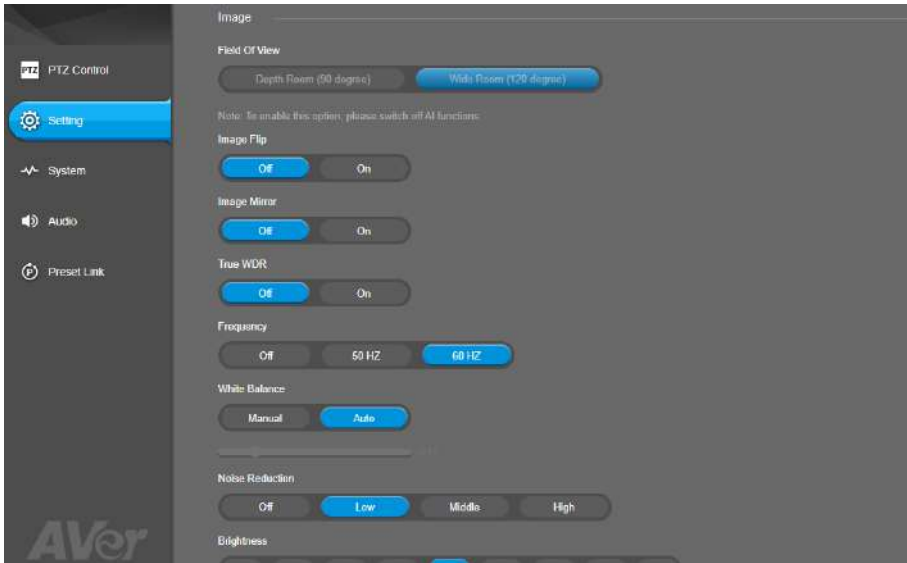 Image
Field Of View
Depth Room (90 degree)
Wide Room (120 degree)
Note: To enable this option, please switch off AI functions.
Image Flip
Off
On
Image Mirror
Off
On
True WDR
Off
On
Frequency
Off
50 HZ
60 HZ
White Balance
Manual
Auto
Noise Reduction
Off
Low
Middle
High
Brightness
PTZ
PTZ Control
Setting
System
Audio
P
Preset Link
AVer